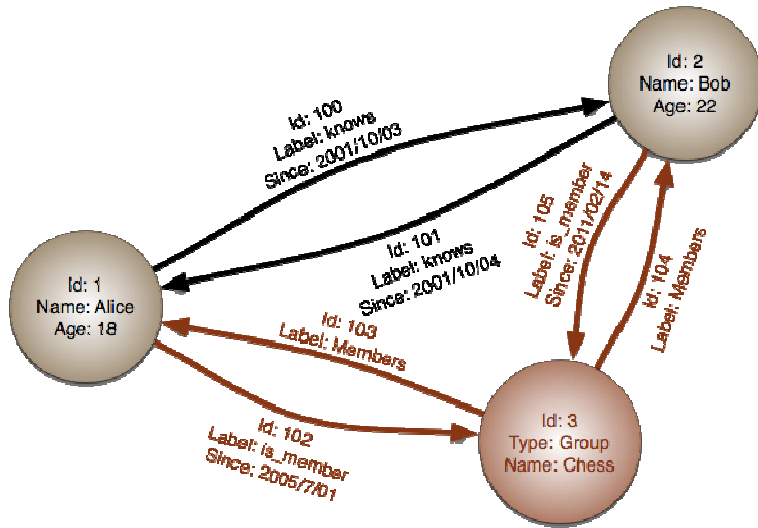 Id: 2
Name: Bob
Age: 22
Id: 100
Label: knows
Since: 2001/10/03
Id: 101
Label: knows
Since: 2001/10/04
Id: 105
Label: is_member
Since: 2011/02/14
Id: 104
Label: Members
Id: 1
Name: Alice
Age: 18
Id: 103
Label: Members
Id: 102
Label: is_member
Since: 2005/7/01
Id: 3
Type: Group
Name: Chess